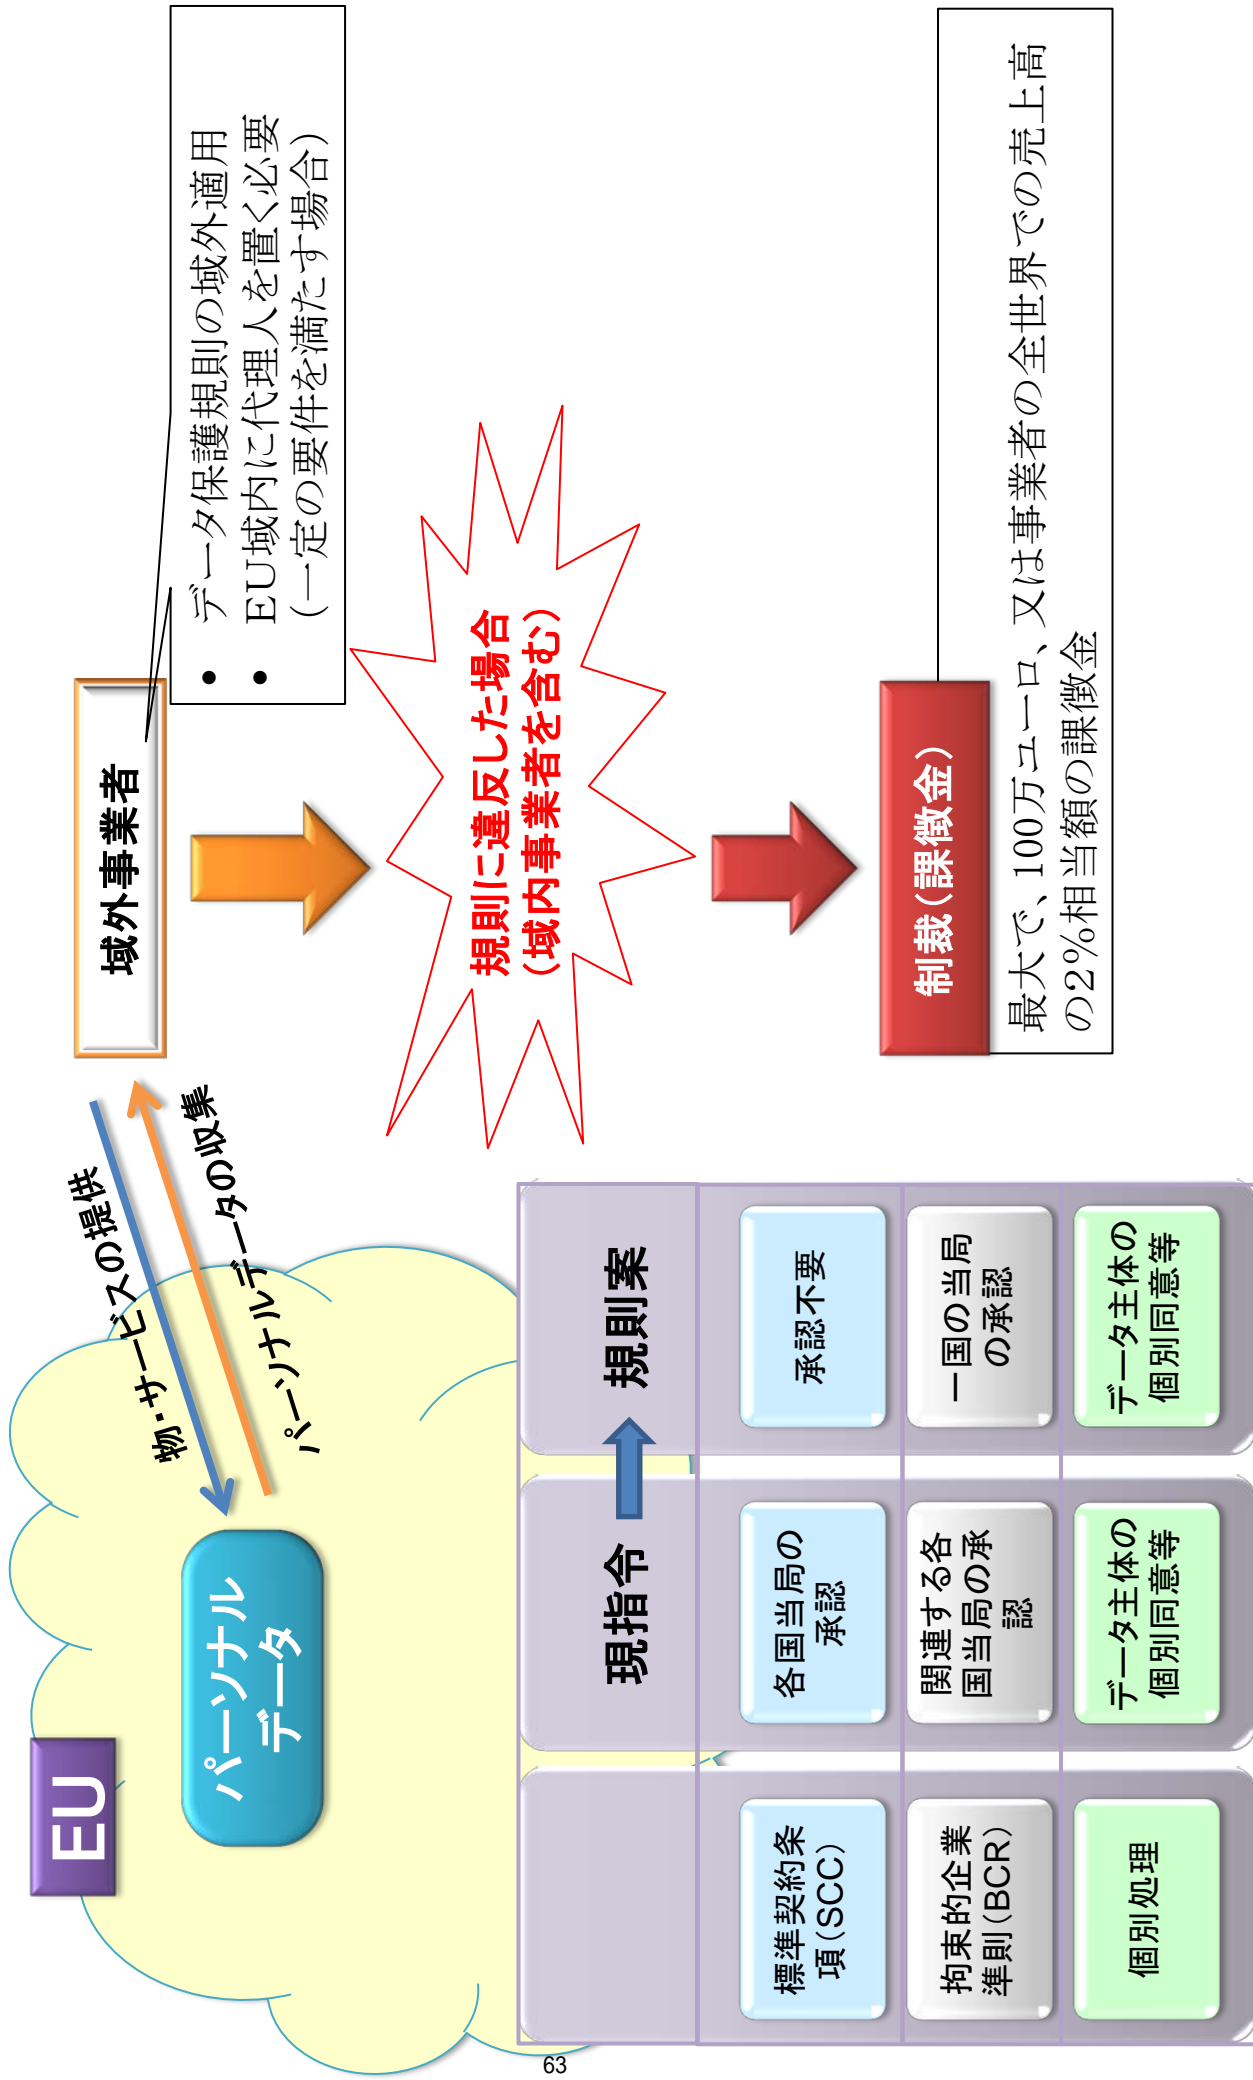 EU
パーソナル
データ
物・サービスの提供
パーソナルデータの収集
域外事業者
• データ保護規則の域外適用
• EU域内に代理人を置く必要
(一定の要件を満たす場合)
規則に違反した場合
(域内事業者を含む)
制裁(課徴金)
最大で、100万ユーロ、又は事業者の全世界での売上高
の2%相当額の課徴金
現指令
規則案
標準契約条
項(SCC)
各国当局の
承認
承認不要
拘束的企業
準則(BCR)
関連する各
国当局の承
認
一国の当局
の承認
個別処理
データ主体の
個別同意等
データ主体の
個別同意等
63